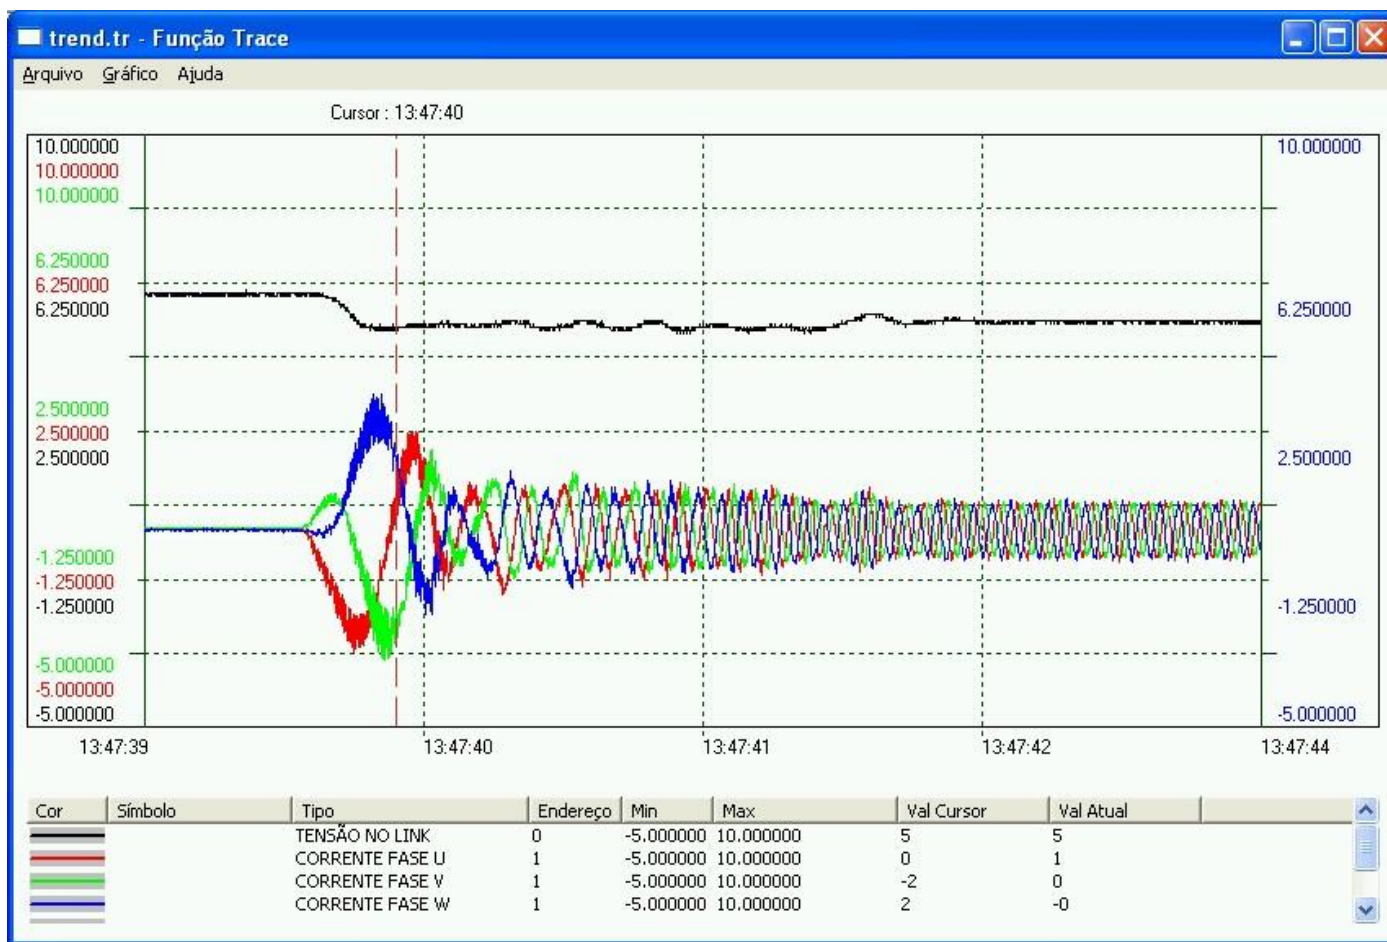 trend.tr - Função Trace
Arquivo Gráfico Ajuda
Cursor : 13:47:40
10.000000 10.000000
10.000000
10.000000
6.250000
6.250000
6.250000 6.250000
2.500000
2.500000
2.500000 2.500000
-1.250000
-1.250000
-1.250000 -1.250000
-5.000000
-5.000000
-5.000000 -5.000000
13:47:39 13:47:40 13:47:41 13:47:42 13:47:44
Cor Símbolo Tipo Endereço Min Max Val Cursor Val Atual
TENSÃO NO LINK 0 -5.000000 10.000000 5 5
CORRENTE FASE U 1 -5.000000 10.000000 0 1
CORRENTE FASE V 1 -5.000000 10.000000 -2 0
CORRENTE FASE W 1 -5.000000 10.000000 2 -0